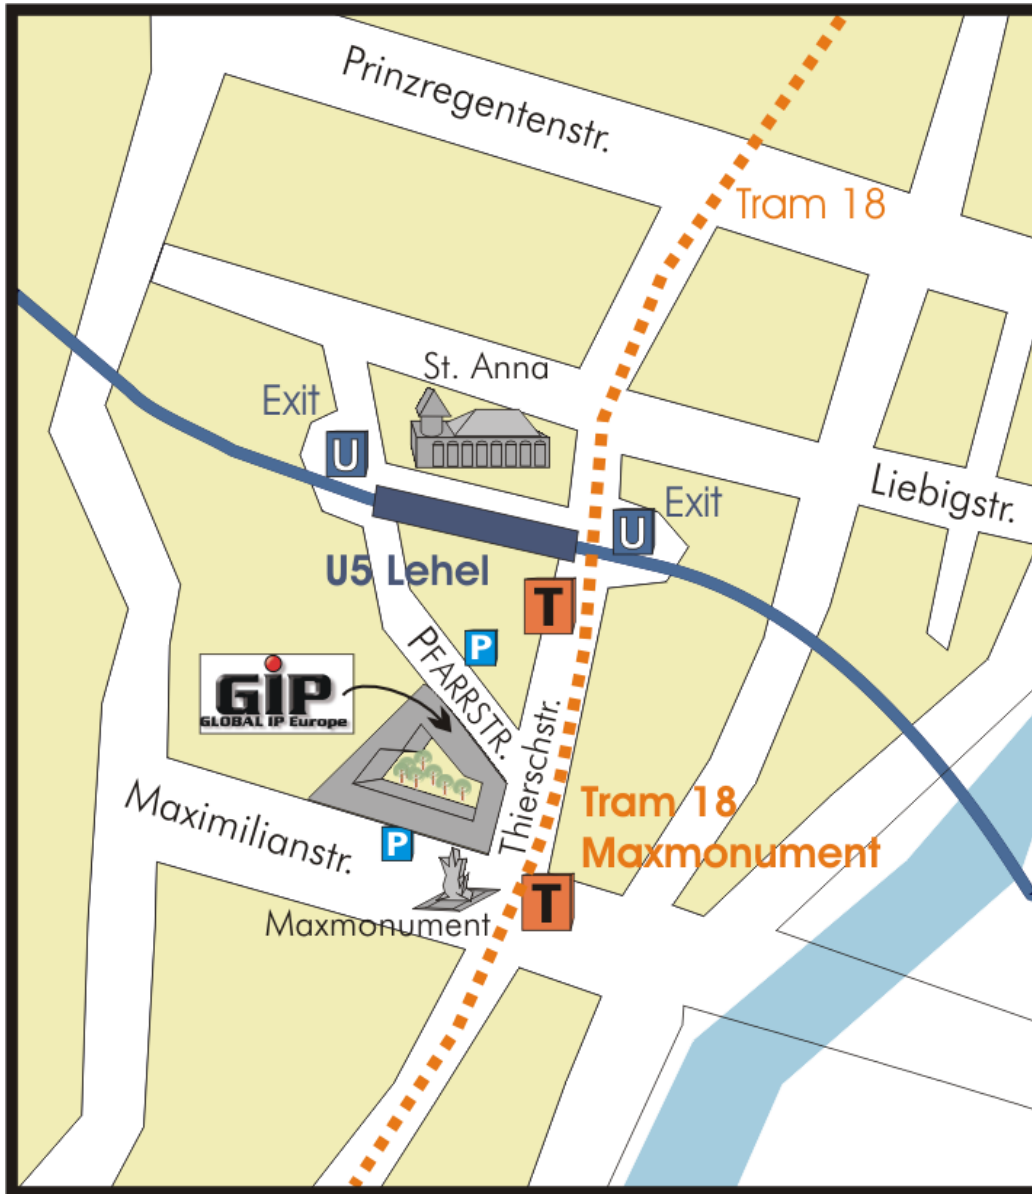 Prinzregentenstr.
Tram 18
St. Anna
Exit
U
Liebigstr.
Exit
U
U5 Lehel
T
P
PFARRSTR.
GiP
GLOBAL IP Europe
Thierschstr.
Maximilianstr.
Tram 18
Maxmonument
P
T
Maxmonument